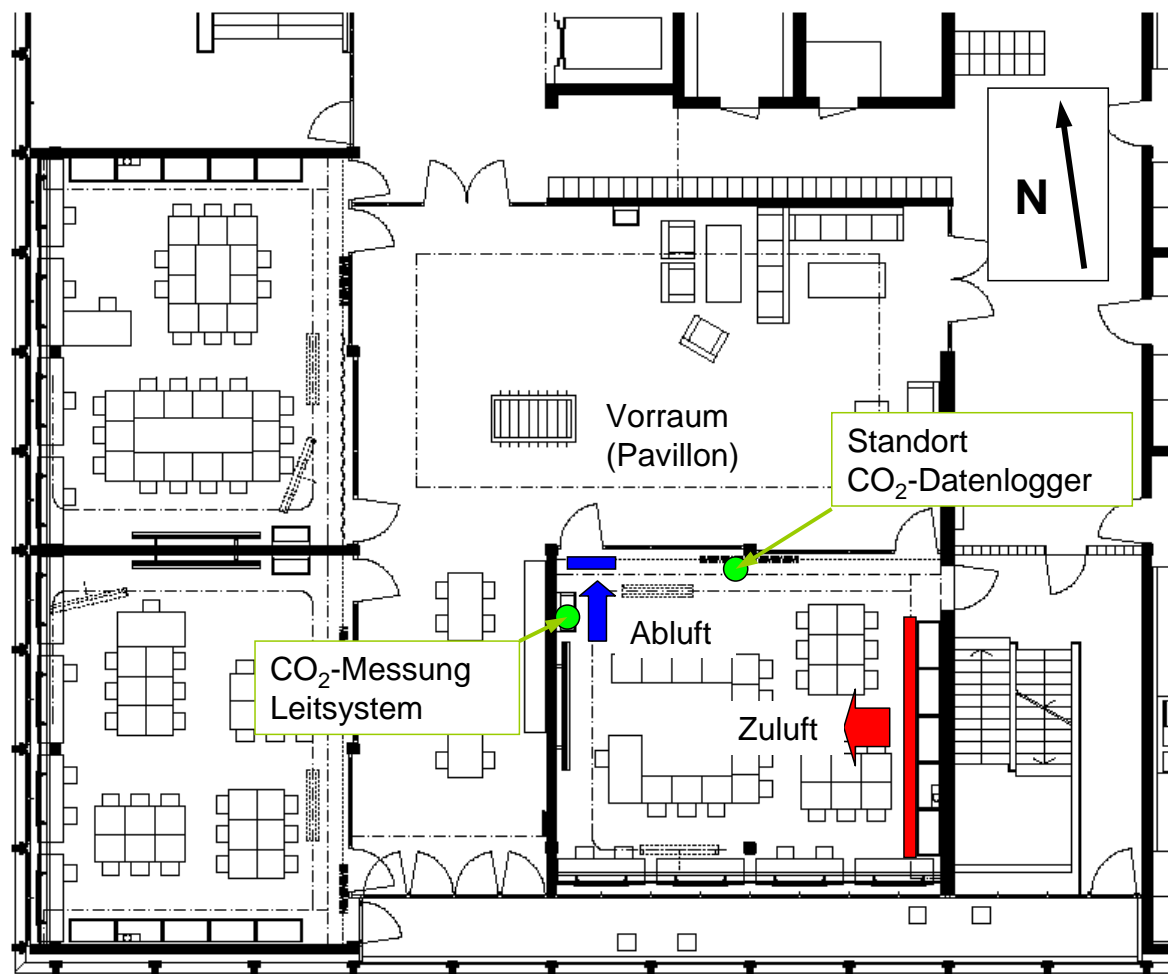 N
Vorraum
(Pavillon)
Standort
CO₂-Datenlogger
Abluft
CO₂-Messung
Leitsystem
Zuluft